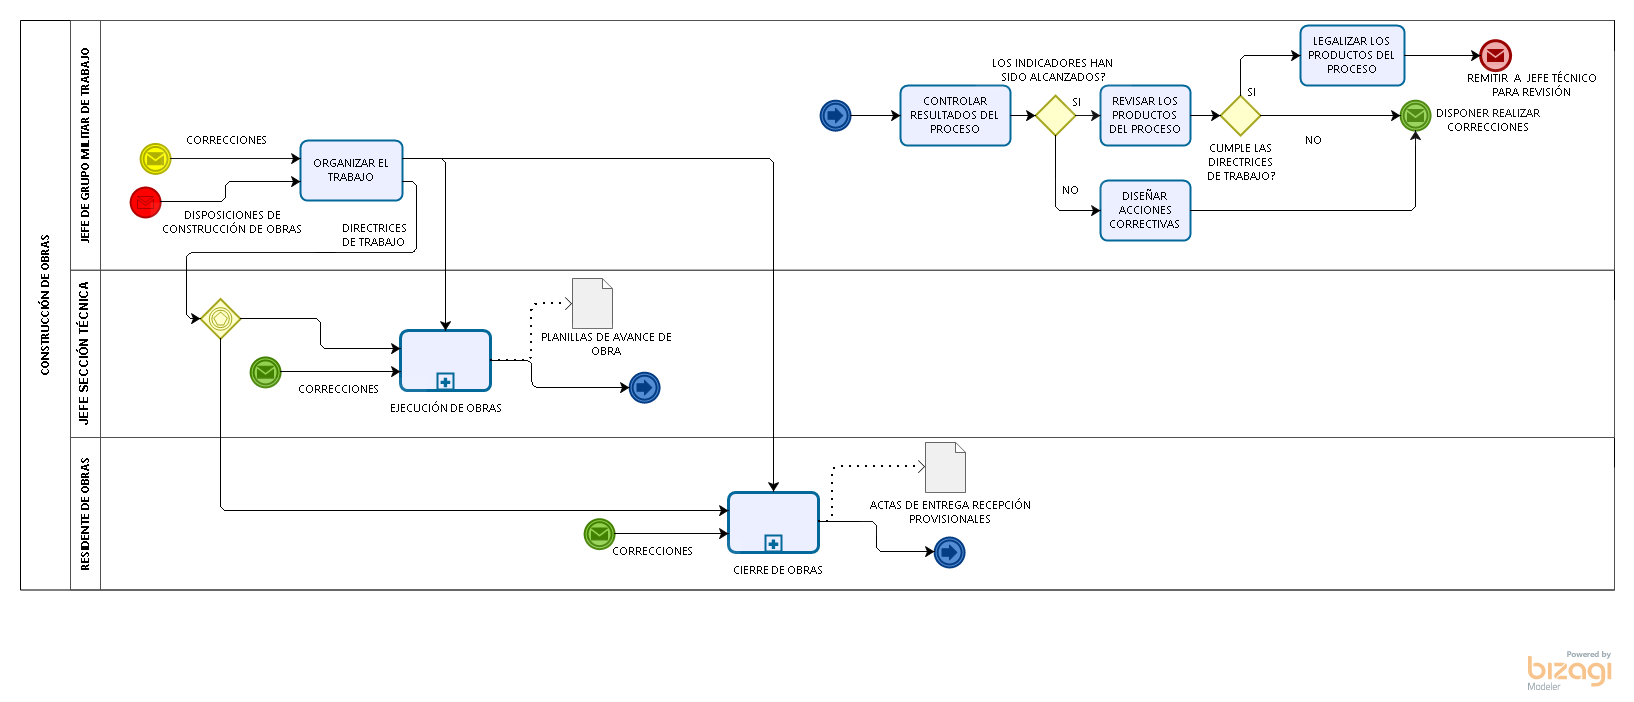 CONSTRUCCIÓN DE OBRAS
JEFE DE GRUPO MILITAR DE TRABAJO
CORRECCIONES
DISPOSICIONES DE
CONSTRUCCIÓN DE OBRAS
ORGANIZAR EL
TRABAJO
DIRECTRICES
DE TRABAJO
CONTROLAR
RESULTADOS DEL
PROCESO
LOS INDICADORES HAN
SIDO ALCANZADOS?
SI
NO
REVISAR LOS
PRODUCTOS
DEL PROCESO
DISEÑAR
ACCIONES
CORRECTIVAS
CUMPLE LAS
DIRECTRICES
DE TRABAJO?
SI
NO
LEGALIZAR LOS
PRODUCTOS DEL
PROCESO
REMITIR A JEFE TÉCNICO
PARA REVISIÓN
DISPONER REALIZAR
CORRECCIONES
JEFE SECCIÓN TÉCNICA
CORRECCIONES
EJECUCIÓN DE OBRAS
PLANILLAS DE AVANCE DE
OBRA
RESIDENTE DE OBRAS
CORRECCIONES
CIERRE DE OBRAS
ACTAS DE ENTREGA RECEPCIÓN
PROVISIONALES
Powered by
bizagi
Modeler